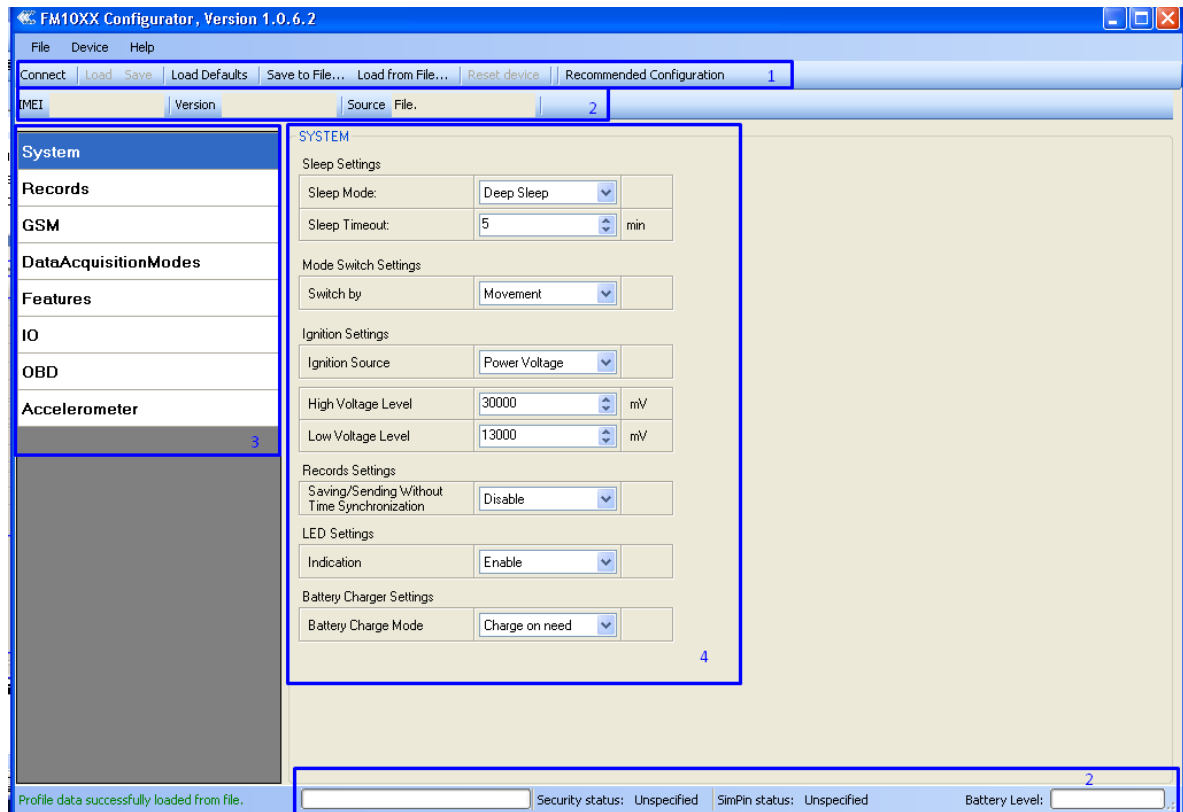 FM10XX Configurator, Version 1.0.6.2
File Device Help
Connect Load Save Load Defaults Save to File... Load from File... Reset device Recommended Configuration 1
IMEI Version Source File. 2
System
Records
GSM
DataAcquisitionModes
Features
IO
OBD
Accelerometer
3
SYSTEM
Sleep Settings
Sleep Mode: Deep Sleep
Sleep Timeout: 5 min
Mode Switch Settings
Switch by Movement
Ignition Settings
Ignition Source Power Voltage
High Voltage Level 30000 mV
Low Voltage Level 13000 mV
Records Settings
Saving/Sending Without
Time Synchronization Disable
LED Settings
Indication Enable
Battery Charger Settings
Battery Charge Mode Charge on need
4
2
Profile data successfully loaded from file. Security status: Unspecified SimPin status: Unspecified Battery Level: